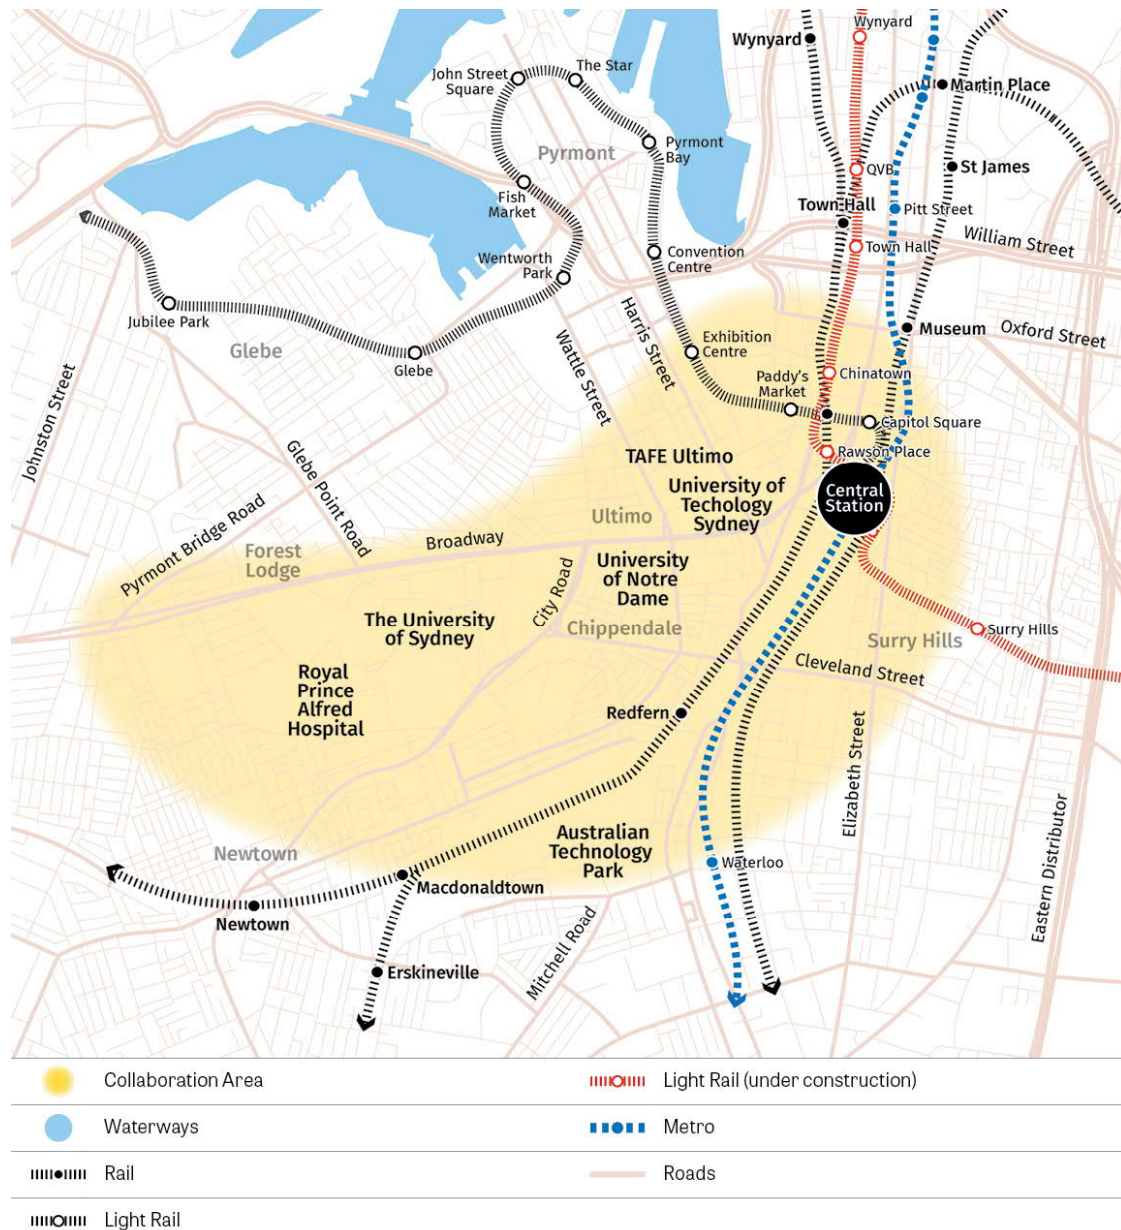 Wynyard
Wynyard
John Street
Square
The Star
Martin Place
Pyrmont
Pyrmont
Bay
QVB
St James
Fish
Market
Town Hall
Pitt Street
William Street
Town Hall
Wentworth
Park
Convention
Centre
Jubilee Park
Harris Street
Museum
Oxford Street
Glebe
Glebe
Wattle Street
Exhibition
Centre
Johnston Street
Paddy's
Market
Chinatown
Capitol Square
Glebe Point Road
TAFE Ultimo
Rawson Place
University of
Techology
Sydney
Central
Station
Pyrmont Bridge Road
Ultimo
Broadway
Forest
Lodge
University
of Notre
Dame
City Road
The University
of Sydney
Chippendale
Surry Hills
Surry Hills
Cleveland Street
Royal
Prince
Alfred
Hospital
Redfern
Elizabeth Street
Eastern Distributor
Australian
Technology
Park
Newtown
Waterloo
Macdonaldtown
Newtown
Mitchell Road
Erskineville
Collaboration Area
Light Rail (under construction)
Waterways
Metro
Rail
Roads
Light Rail